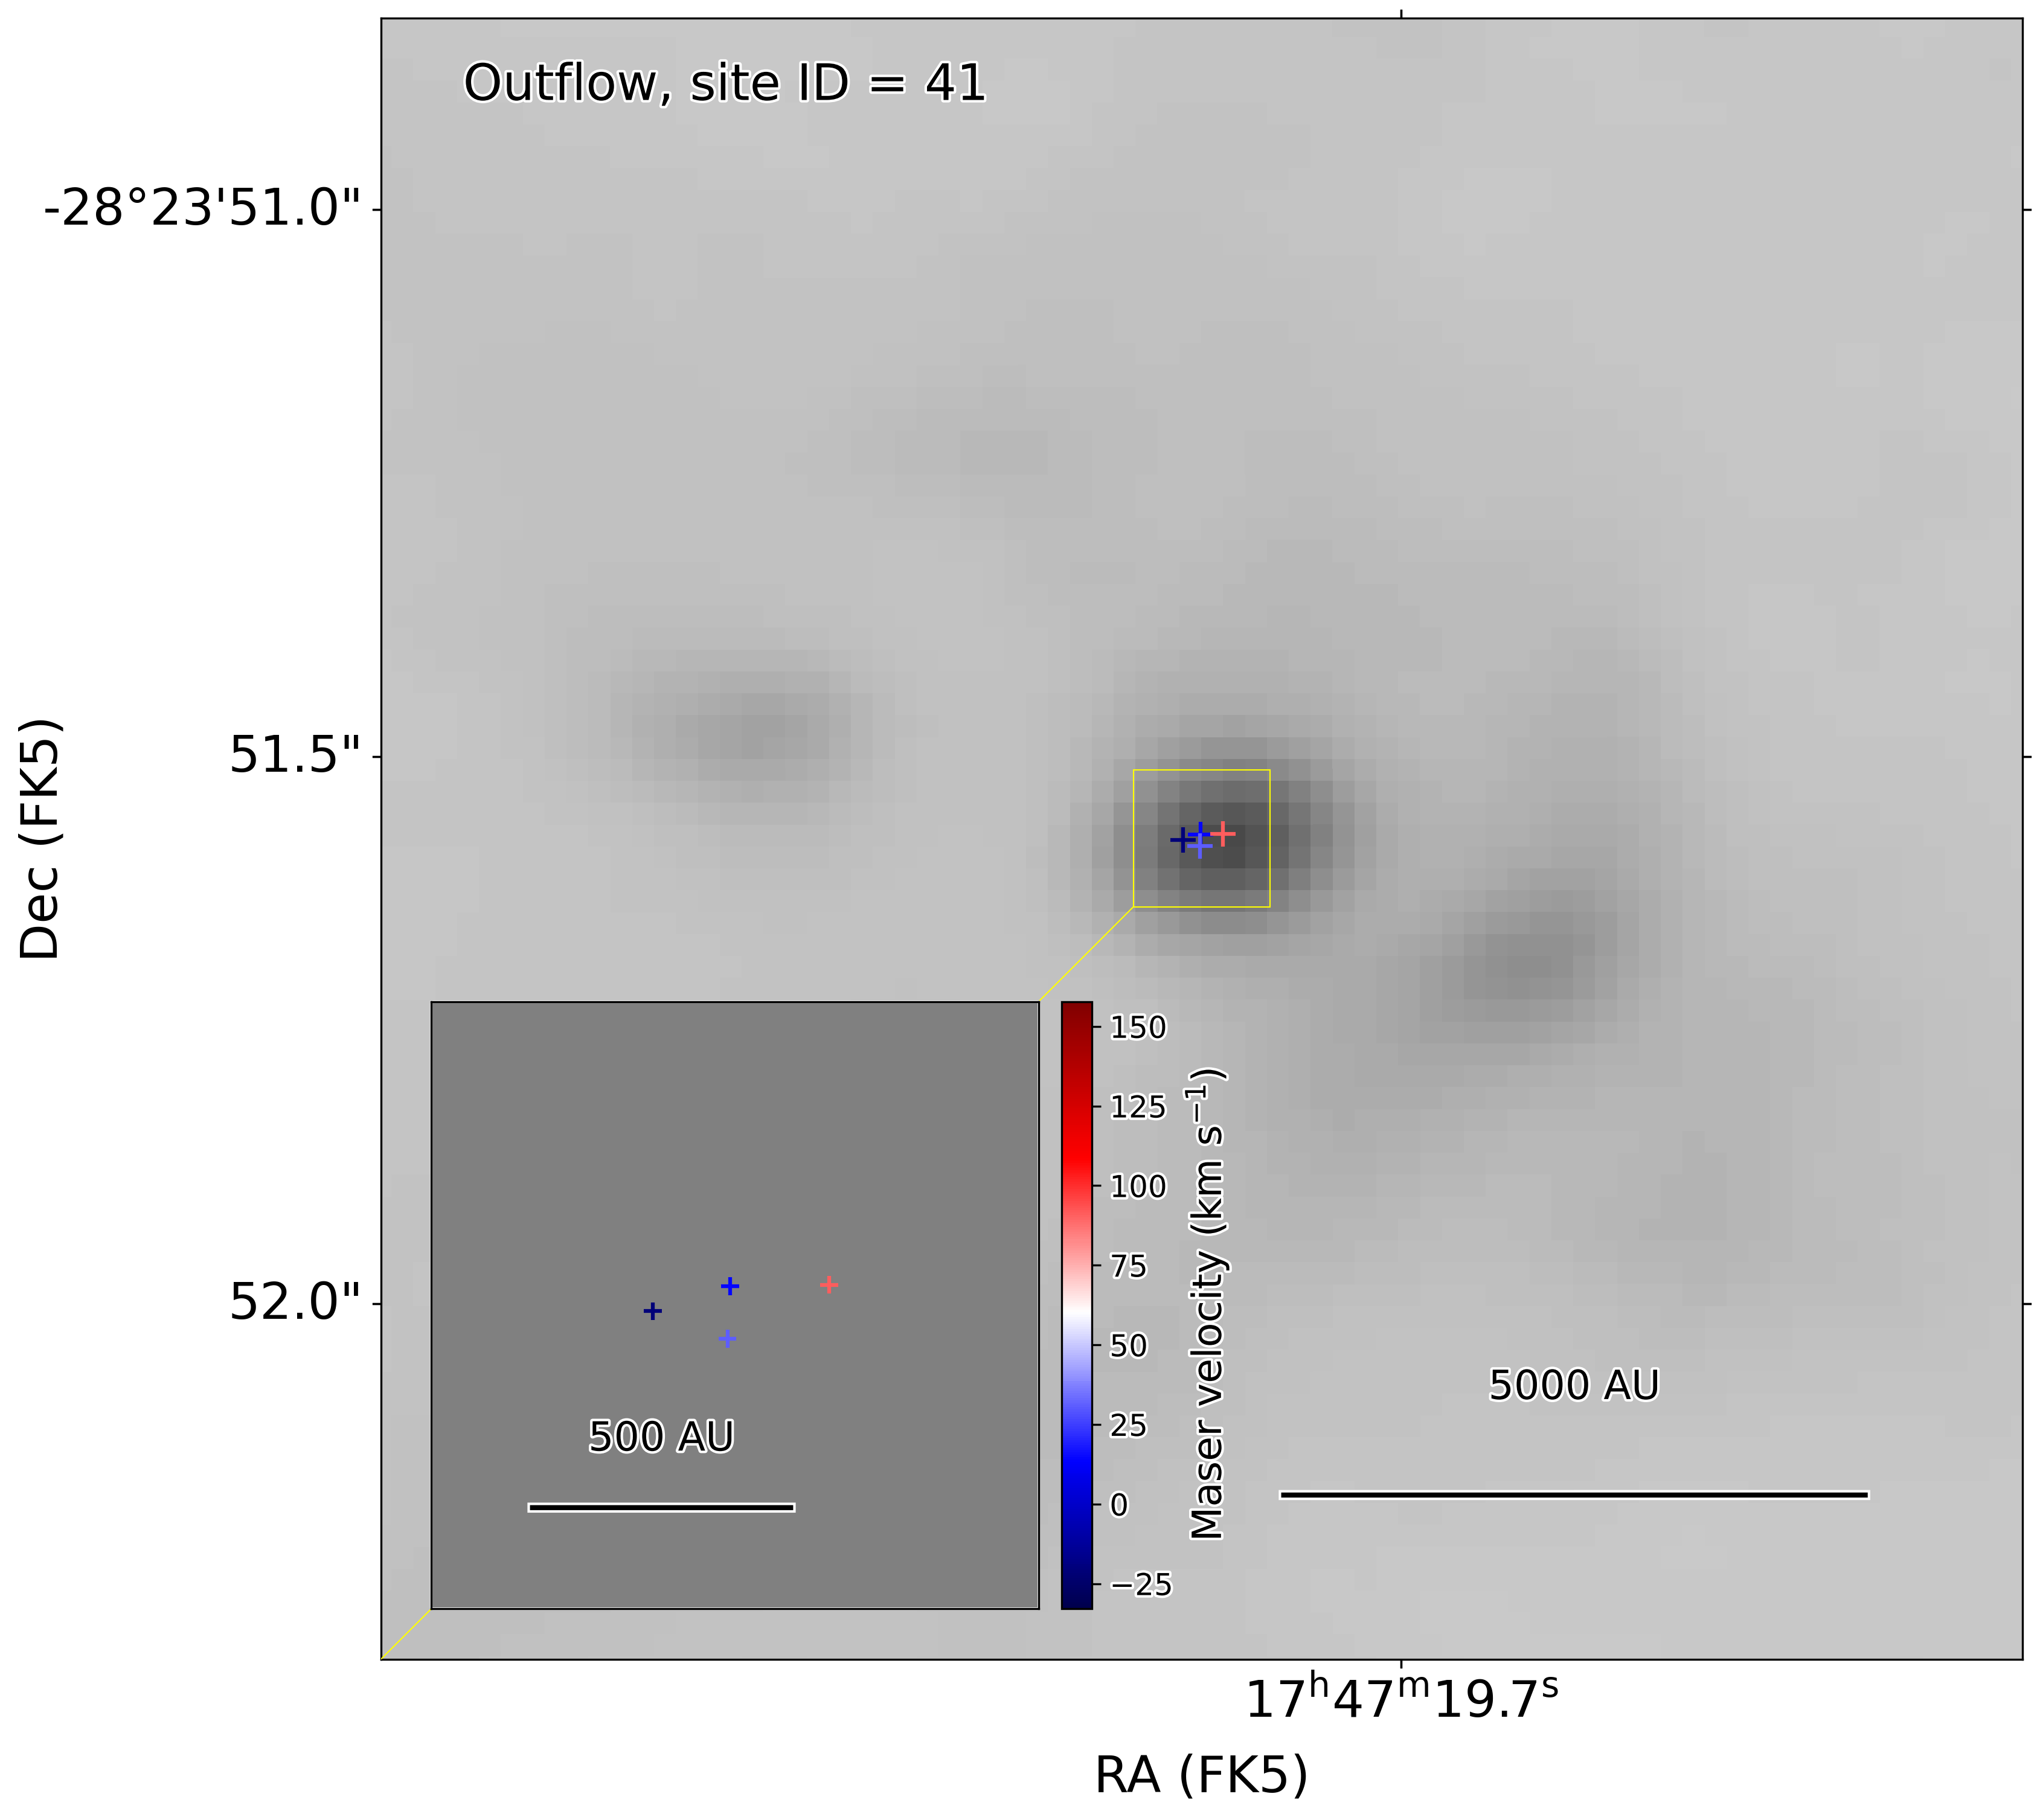 Outflow, site ID = 41
-28°23'51.0"
51.5"
52.0"
Dec (FK5)
500 AU
150
125
100
75
50
25
0
−25
Maser velocity (km s⁻¹)
5000 AU
17ʰ47ᵐ19.7ˢ
RA (FK5)